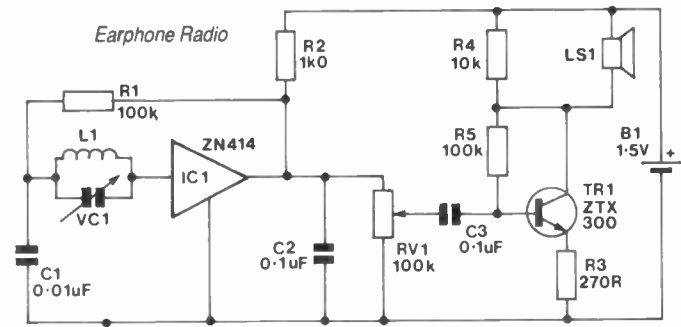 Earphone Radio
R2
1k0
R4
10k
LS1
R1
100k
L1
ZN414
R5
100k
B1
1·5V
+
IC1
VC1
TR1
ZTX
300
C3
0·1uF
C2
0·1uF
RV1
100k
R3
270R
C1
0·01uF